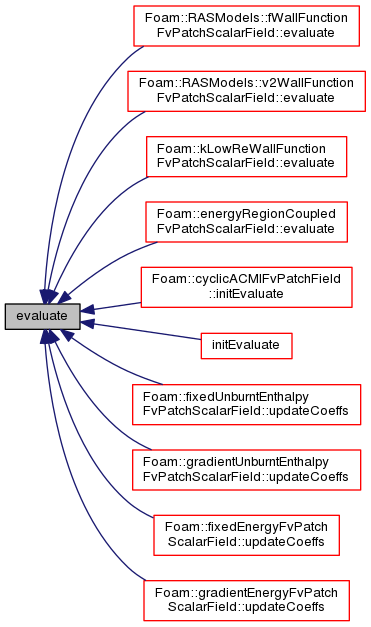 Foam::RASModels::fWallFunction
FvPatchScalarField::evaluate
Foam::RASModels::v2WallFunction
FvPatchScalarField::evaluate
Foam::kLowReWallFunction
FvPatchScalarField::evaluate
Foam::energyRegionCoupled
FvPatchScalarField::evaluate
Foam::cyclicACMIFvPatchField
::initEvaluate
evaluate
initEvaluate
Foam::fixedUnburntEnthalpy
FvPatchScalarField::updateCoeffs
Foam::gradientUnburntEnthalpy
FvPatchScalarField::updateCoeffs
Foam::fixedEnergyFvPatch
ScalarField::updateCoeffs
Foam::gradientEnergyFvPatch
ScalarField::updateCoeffs